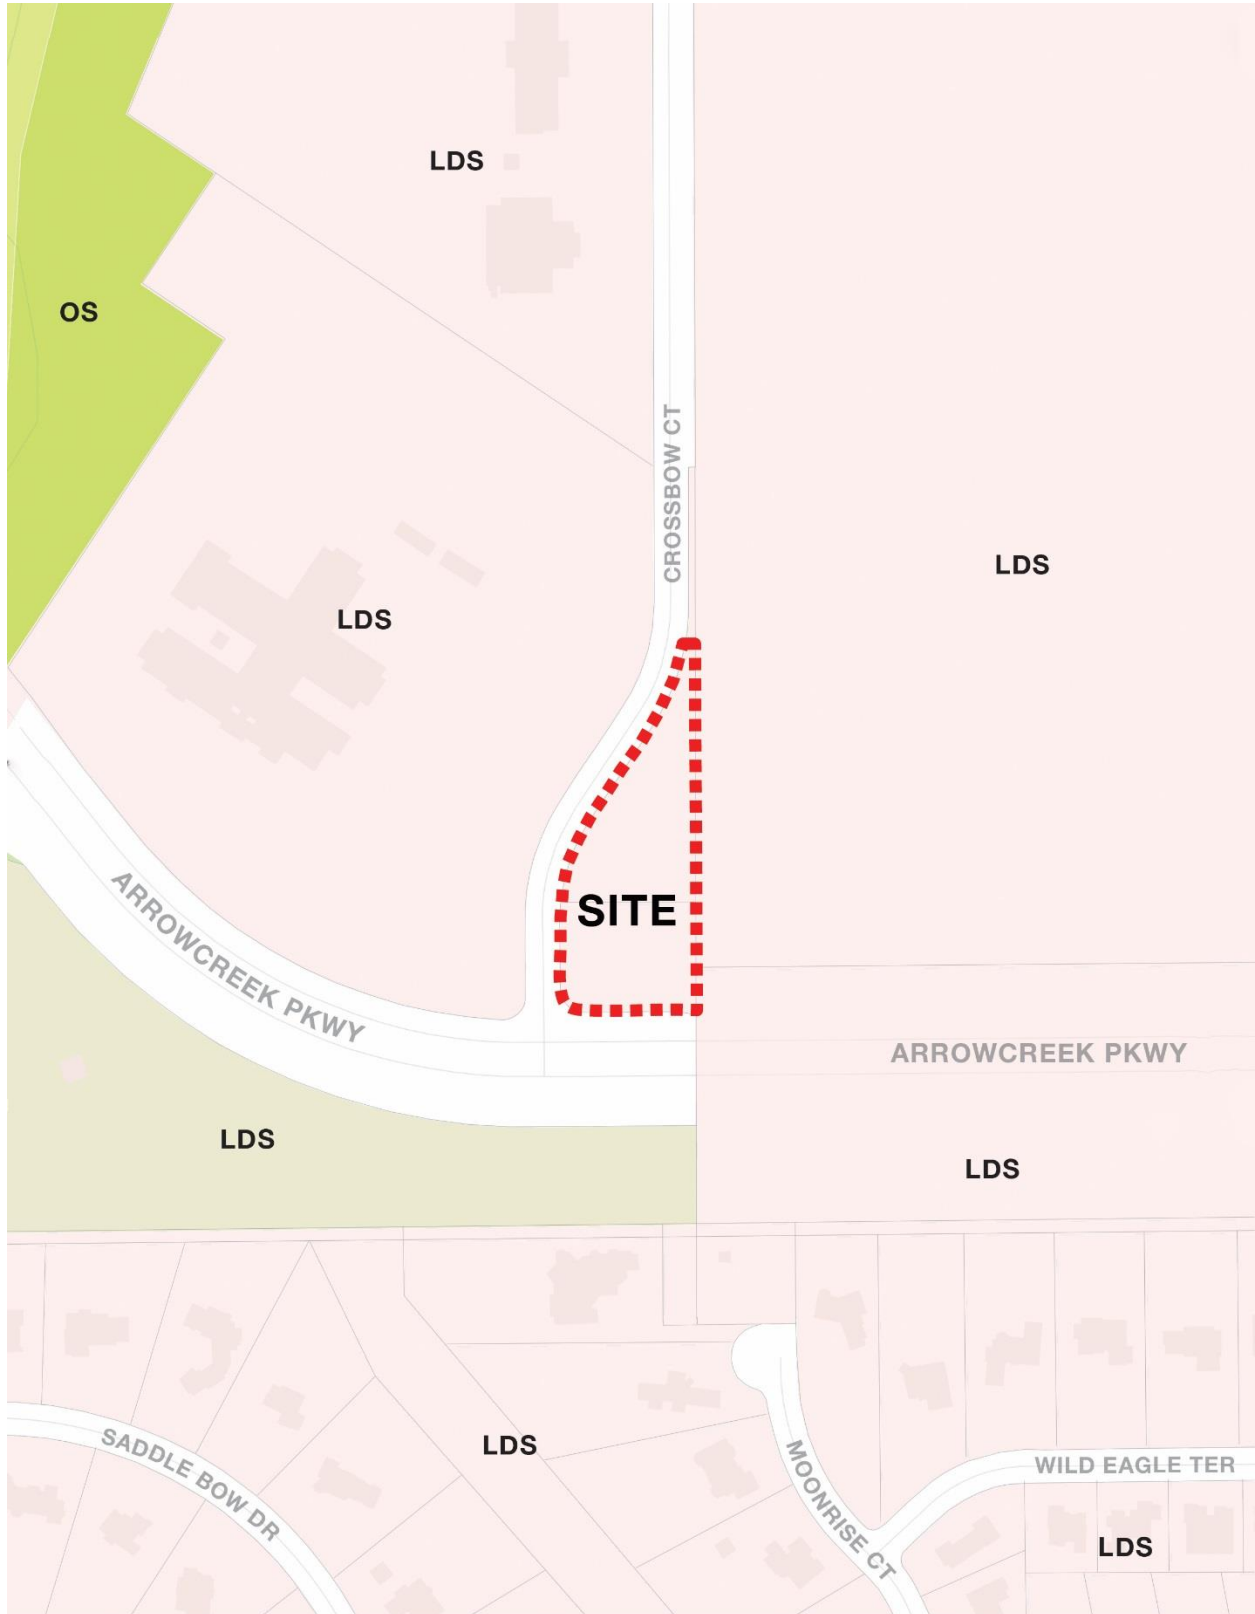 LDS
OS
CROSSBOW CT
LDS
LDS
SITE
ARROWCREEK PKWY
ARROWCREEK PKWY
LDS
LDS
SADDLE BOW DR
LDS
MOONRISE CT
WILD EAGLE TER
LDS